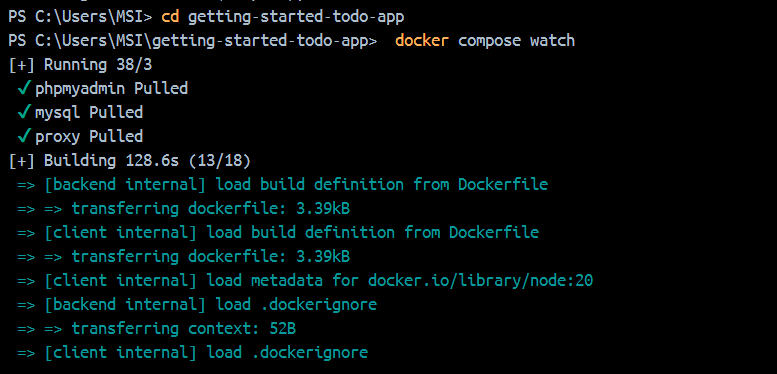 PS C:\Users\MSI> cd getting-started-todo-app
PS C:\Users\MSI\getting-started-todo-app>  docker compose watch
[+] Running 38/3
 ✔ phpmyadmin Pulled
 ✔ mysql Pulled
 ✔ proxy Pulled
[+] Building 128.6s (13/18)
 => [backend internal] load build definition from Dockerfile
 => => transferring dockerfile: 3.39kB
 => [client internal] load build definition from Dockerfile
 => => transferring dockerfile: 3.39kB
 => [client internal] load metadata for docker.io/library/node:20
 => [backend internal] load .dockerignore
 => => transferring context: 52B
 => [client internal] load .dockerignore